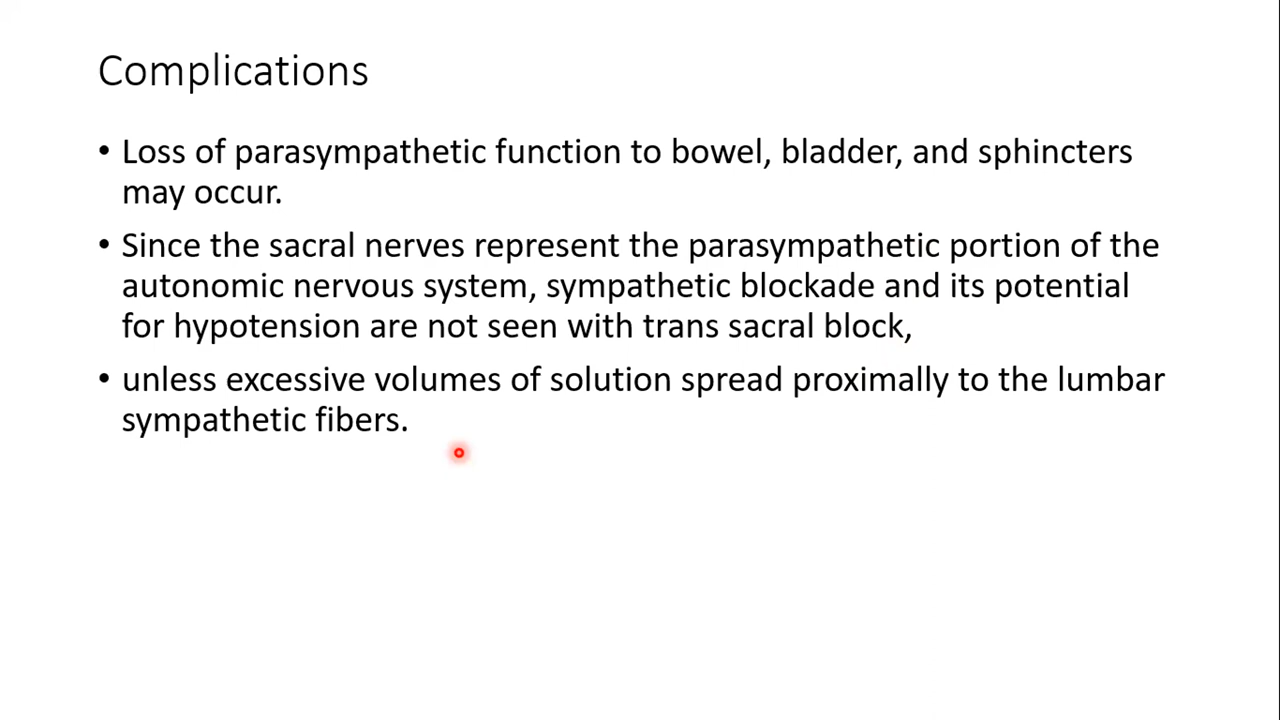 Complications
• Loss of parasympathetic function to bowel, bladder, and sphincters
may occur.
• Since the sacral nerves represent the parasympathetic portion of the
autonomic nervous system, sympathetic blockade and its potential
for hypotension are not seen with trans sacral block,
• unless excessive volumes of solution spread proximally to the lumbar
sympathetic fibers.